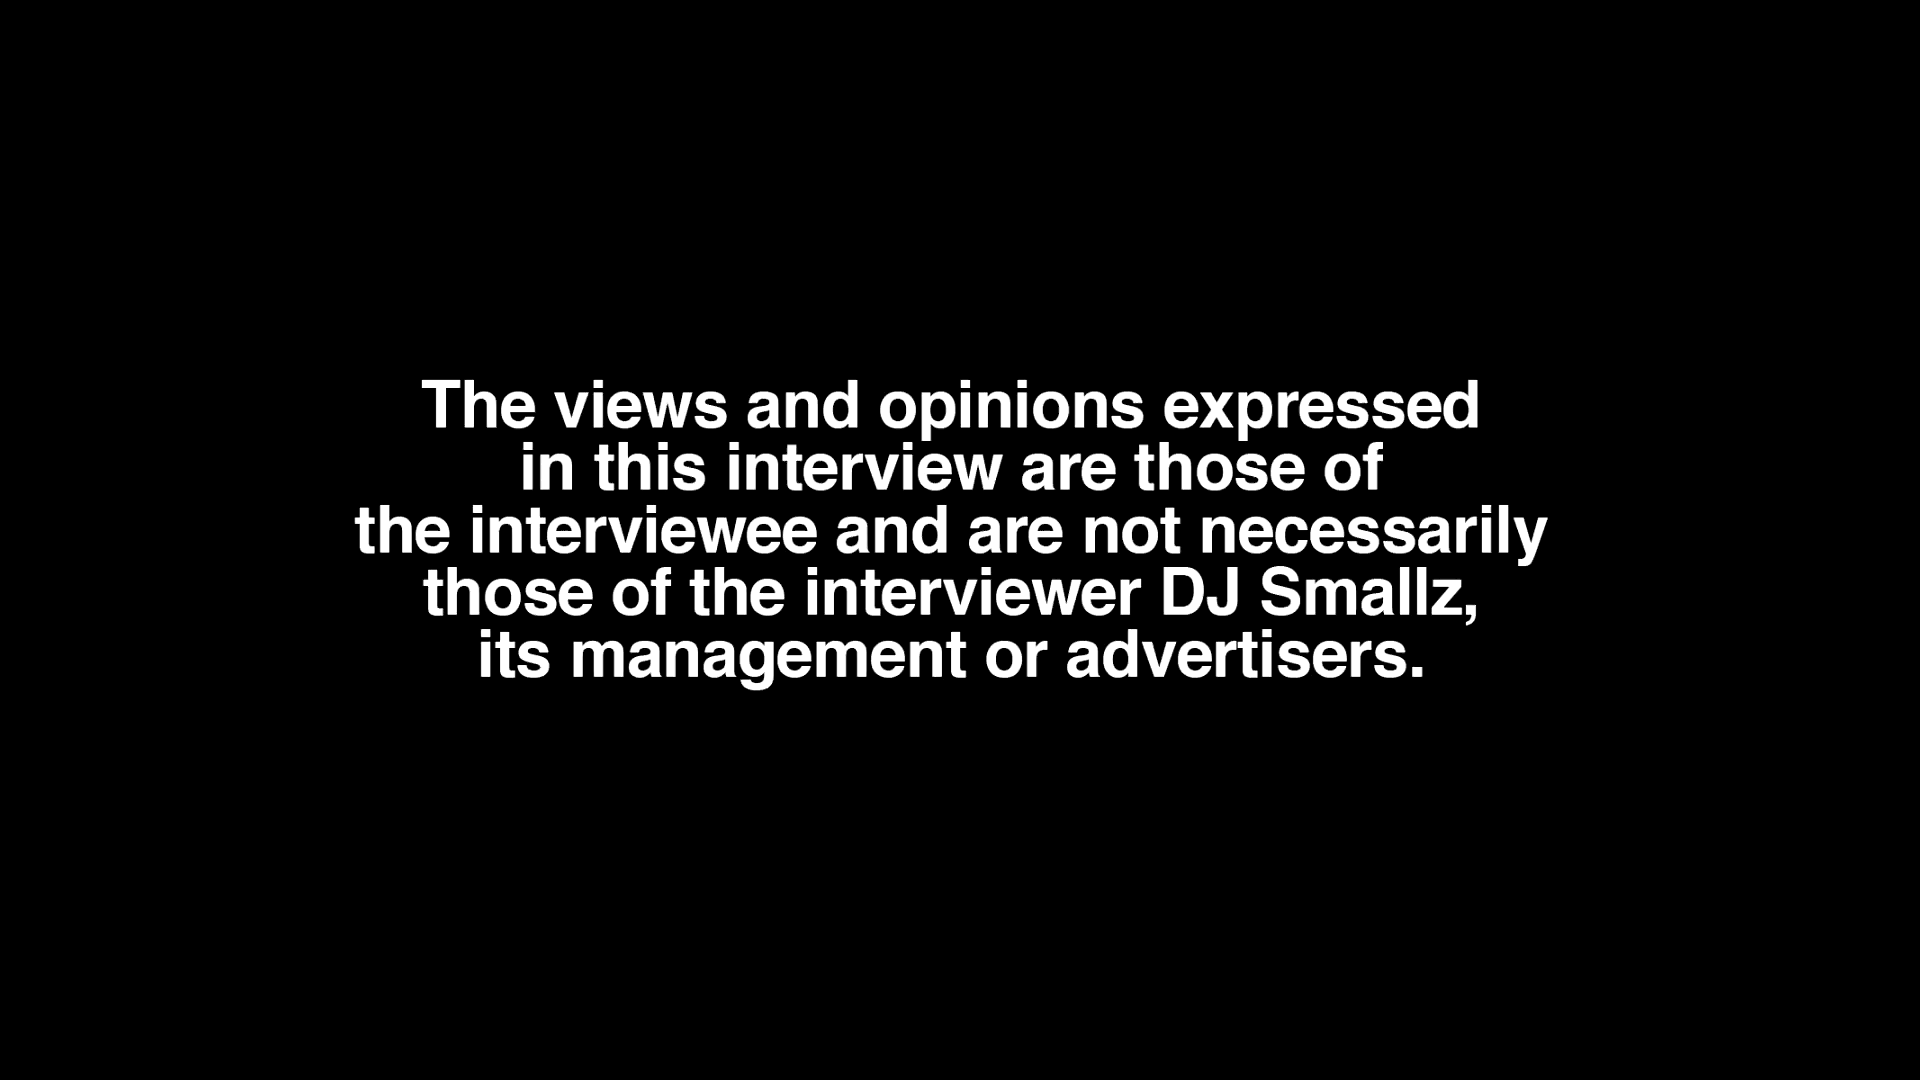 The views and opinions expressed
in this interview are those of
the interviewee and are not necessarily
those of the interviewer DJ Smallz,
its management or advertisers.